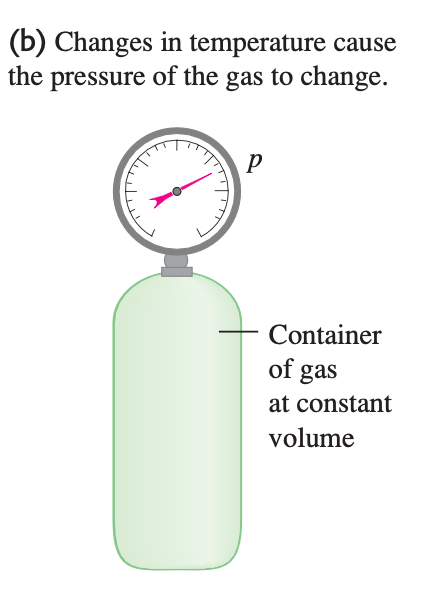 (b) Changes in temperature cause
the pressure of the gas to change.
p
Container
of gas
at constant
volume